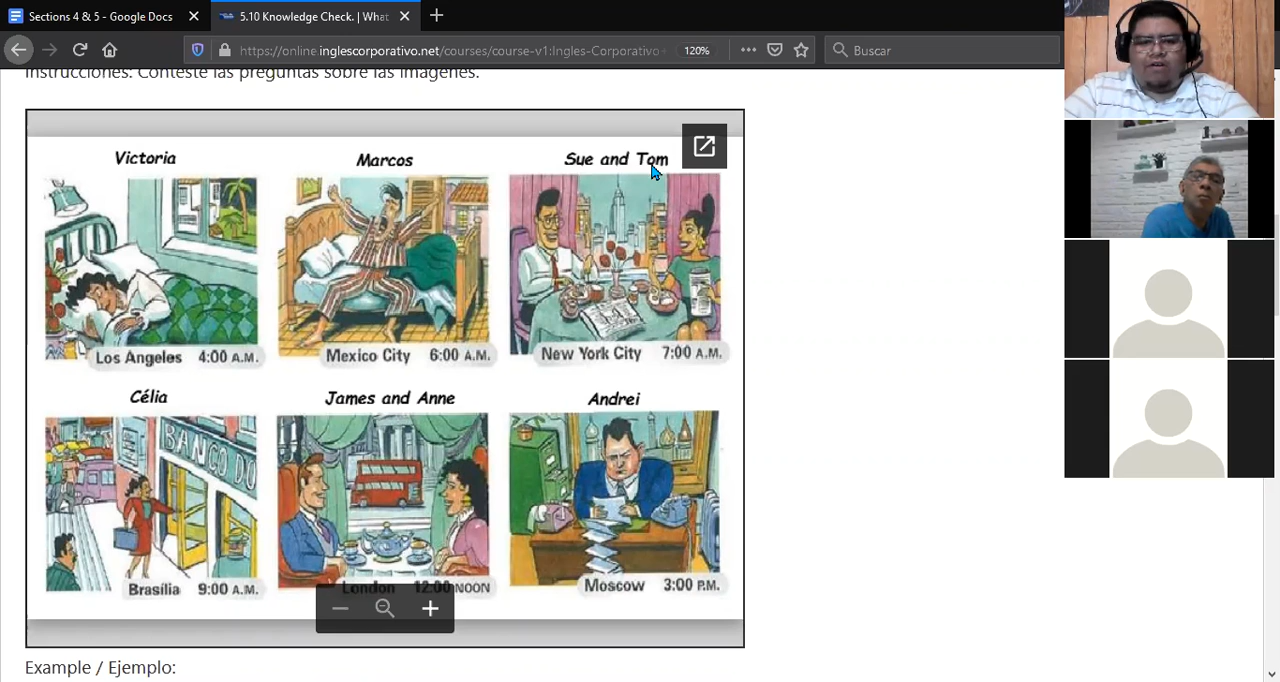 Sections 4 & 5 - Google Docs
5.10 Knowledge Check. | What
https://online.inglescorporativo.net/courses/course-v1:Ingles-Corporativo
120%
Buscar
Instrucciones: Conteste las preguntas sobre las imágenes.
Victoria
Marcos
Sue and Tom
Los Angeles 4:00 A.M.
Mexico City 6:00 A.M.
New York City 7:00 A.M.
Célia
James and Anne
Andrei
BANCO DO
Brasília 9:00 A.M.
London 12:00 NOON
Moscow 3:00 P.M.
Example / Ejemplo: